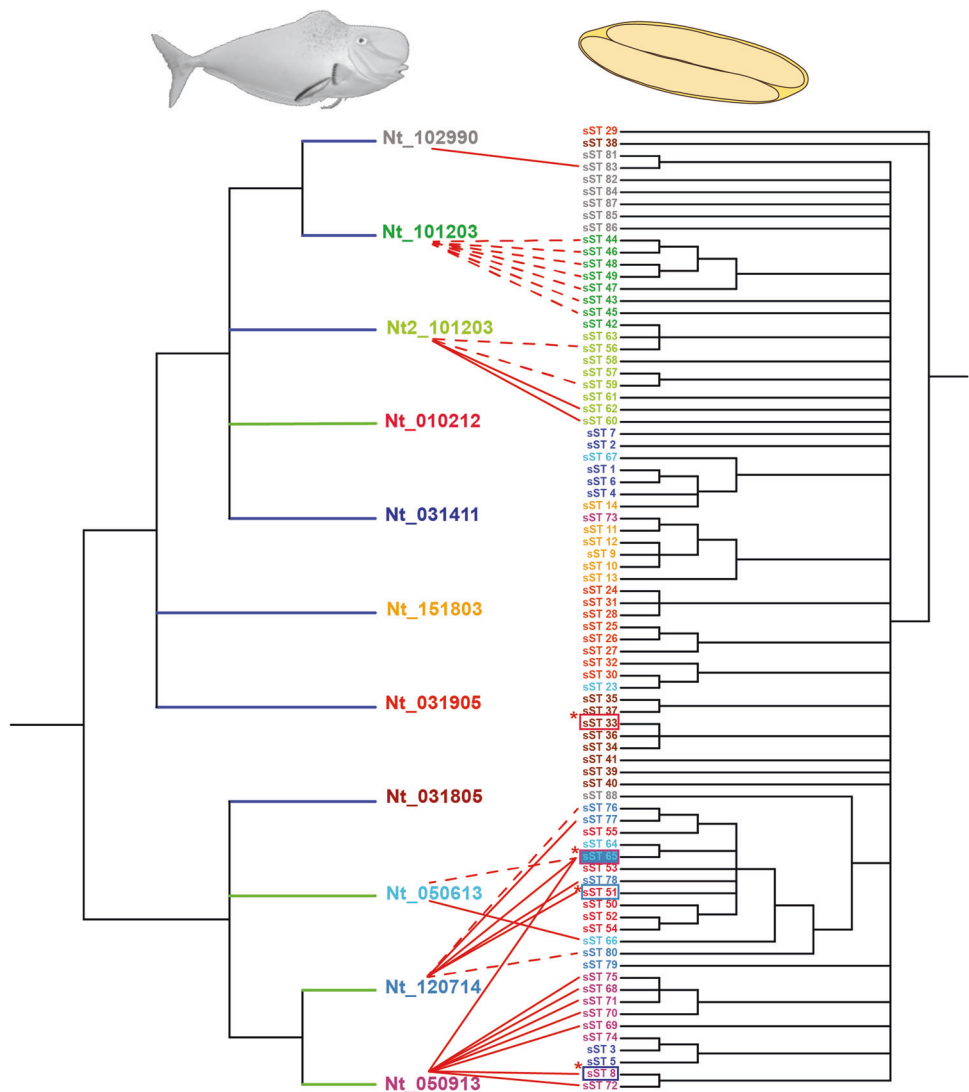 Nt_102990
Nt_101203
Nt2_101203
Nt_010212
Nt_031411
Nt_151803
Nt_031905
Nt_031805
Nt_050613
Nt_120714
Nt_050913
sST 29
sST 38
sST 81
sST 83
sST 82
sST 84
sST 87
sST 85
sST 86
sST 44
sST 46
sST 48
sST 49
sST 47
sST 43
sST 45
sST 42
sST 63
sST 56
sST 58
sST 57
sST 59
sST 61
sST 62
sST 60
sST 7
sST 2
sST 67
sST 1
sST 6
sST 4
sST 14
sST 73
sST 11
sST 12
sST 9
sST 10
sST 13
sST 24
sST 31
sST 28
sST 25
sST 26
sST 27
sST 32
sST 30
sST 23
sST 35
sST 37
* sST 33
sST 36
sST 34
sST 41
sST 39
sST 40
sST 88
sST 76
sST 77
sST 55
sST 64
* sST 65
sST 53
sST 78
* sST 51
sST 50
sST 52
sST 54
sST 66
sST 80
sST 79
sST 75
sST 68
sST 71
sST 70
sST 69
sST 74
sST 3
sST 5
* sST 8
sST 72